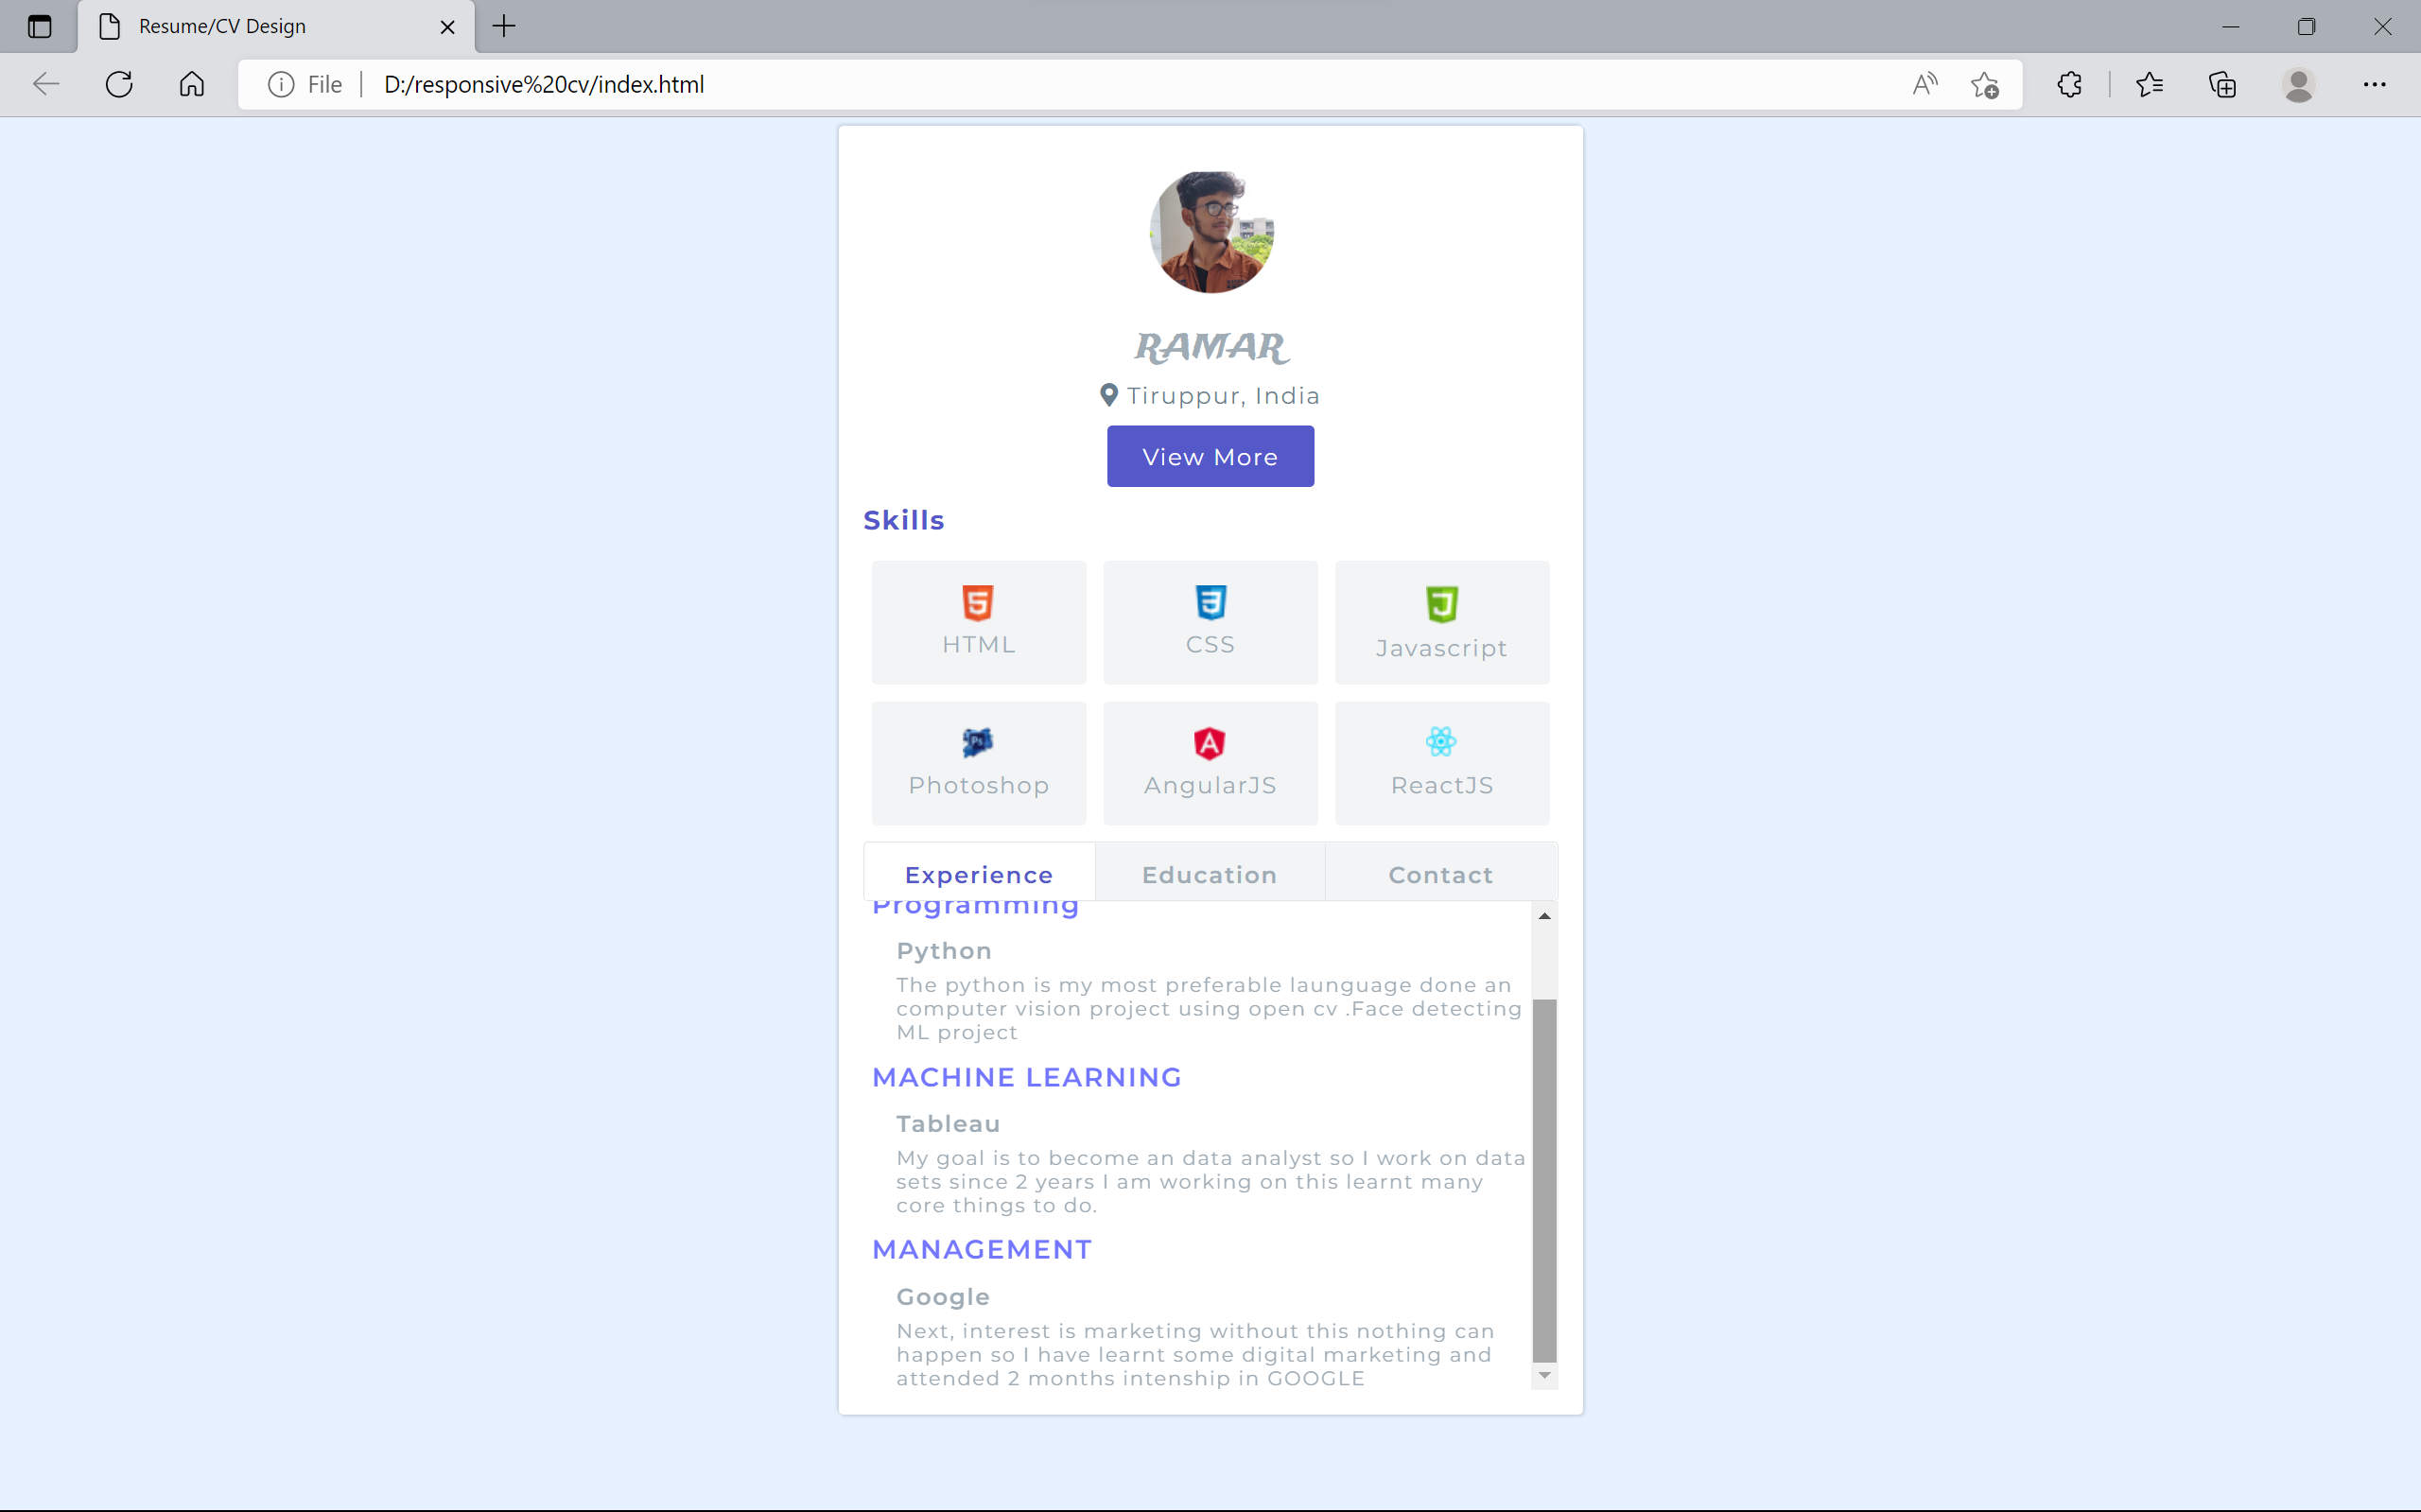 Resume/CV Design
File D:/responsive%20cv/index.html
RAMAR
Tiruppur, India
View More
Skills
HTML CSS Javascript
Photoshop AngularJS ReactJS
Experience Education Contact
Programming
Python
The python is my most preferable launguage done an
computer vision project using open cv .Face detecting
ML project
MACHINE LEARNING
Tableau
My goal is to become an data analyst so I work on data
sets since 2 years I am working on this learnt many
core things to do.
MANAGEMENT
Google
Next, interest is marketing without this nothing can
happen so I have learnt some digital marketing and
attended 2 months intenship in GOOGLE